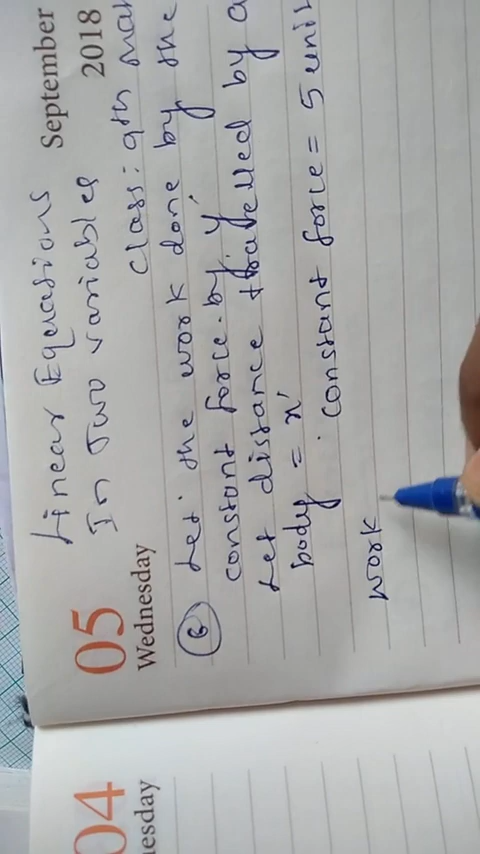 05
Wednesday
September
2018
Linear Equations
In Two variables
class: 9th
⑥ Let the work done by the
constant force. by y
Let distance travelled by a
body = x'
constant force = 5 unit
work
04